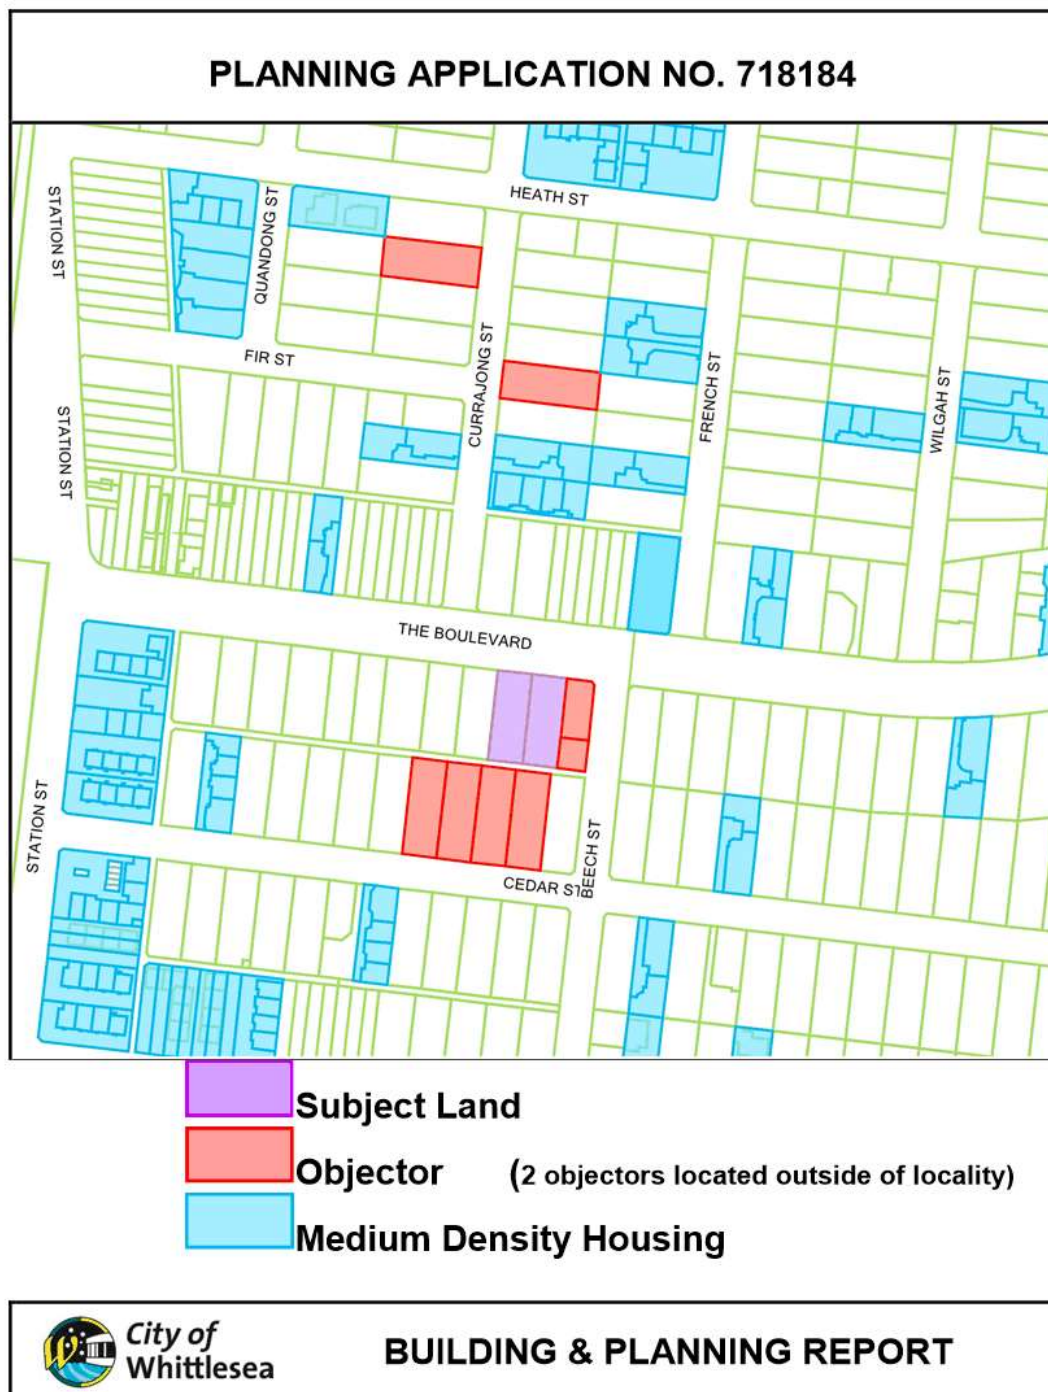 PLANNING APPLICATION NO. 718184
HEATH ST
STATION ST
QUANDONG ST
FIR ST
CURRAJONG ST
FRENCH ST
WILGAH ST
STATION ST
THE BOULEVARD
STATION ST
BEECH ST
CEDAR ST
Subject Land
Objector (2 objectors located outside of locality)
Medium Density Housing
City of
Whittlesea
BUILDING & PLANNING REPORT